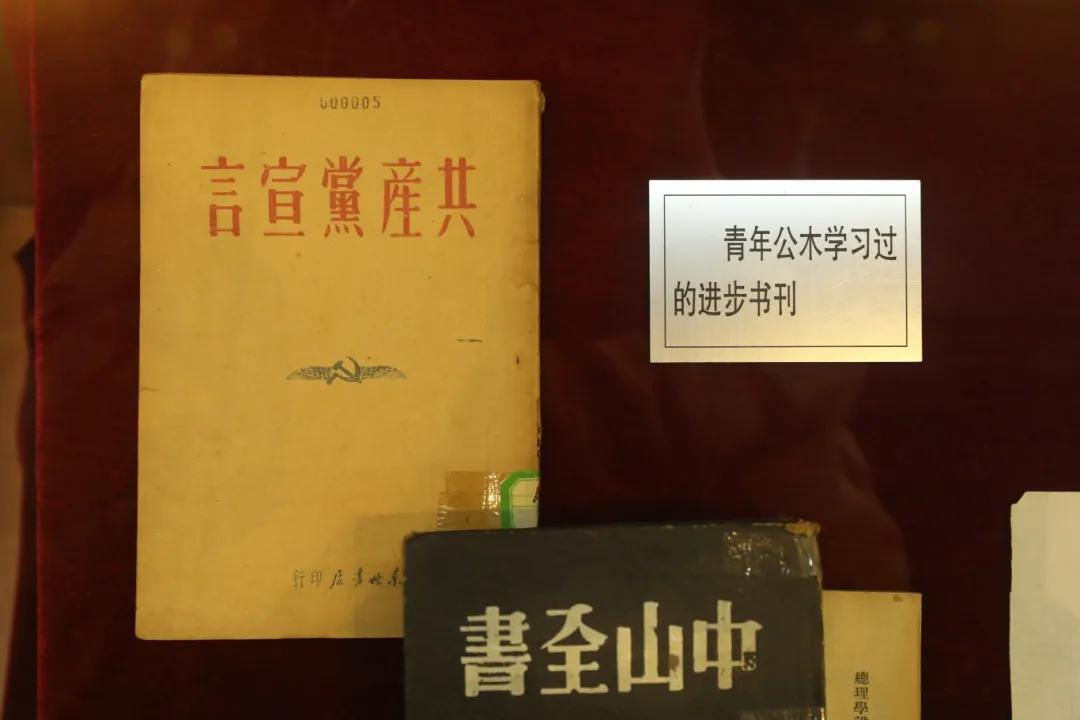 000005
共産黨宣言
東北書店印行
青年公木学习过
的进步书刊
中山全書
總理學